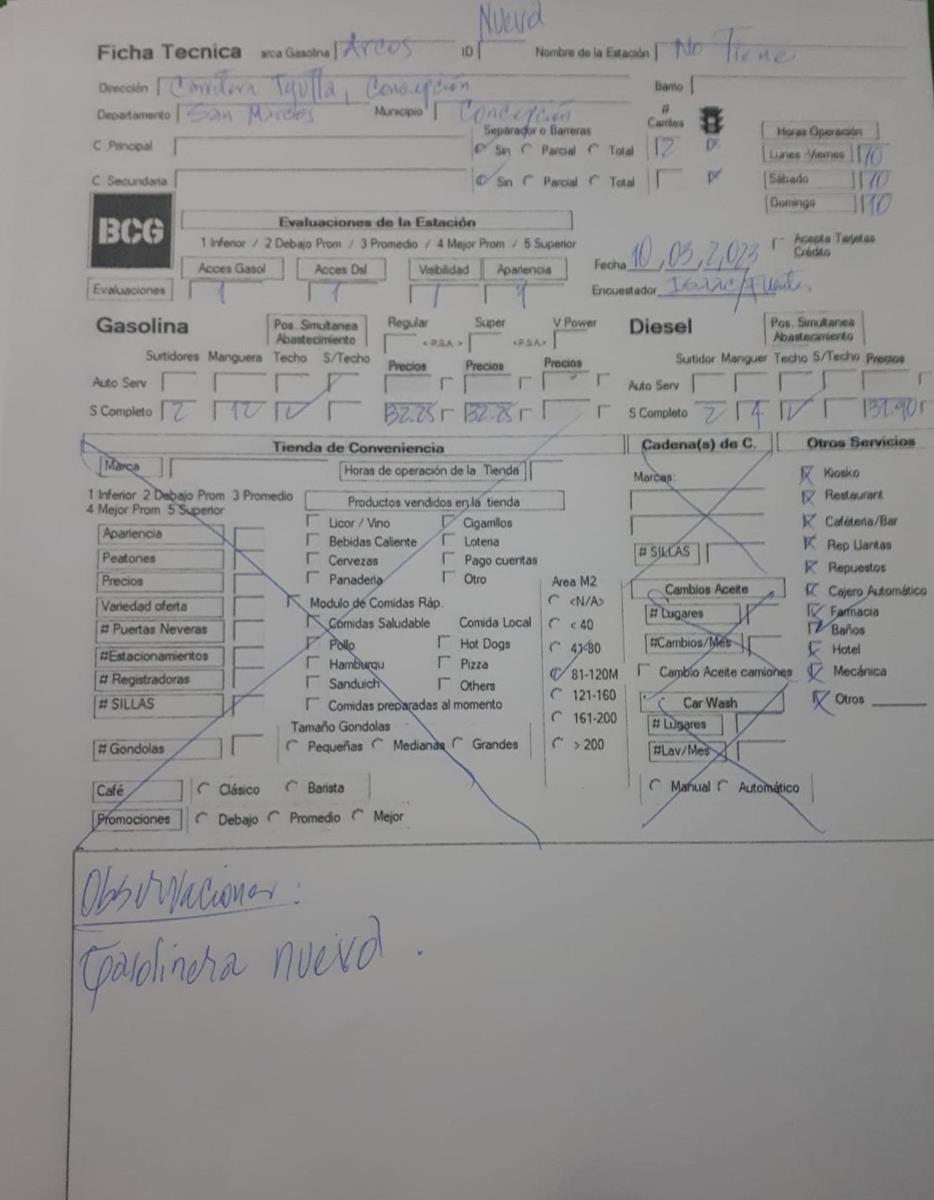 Nueva
Ficha Tecnica arca Gasolina Arcos ID Nombre de la Estación No Tiene
Dirección Concepción Barrio
Departamento San Marcos Municipio Concepción # Carriles
Separador o Barreras Horas Operación
C .Principal Sin Parcial Total 2 Lunes -Viernes 10
C. Secundaria Sin Parcial Total Sábado 10
Domingo 10
BCG
Evaluaciones de la Estación
1 Inferior / 2 Debajo Prom / 3 Promedio / 4 Mejor Prom / 5 Superior
Acepta Tarjetas Crédito
Acces Gasol Acces Dsl Visibilidad Apariencia Fecha 10,03,2,023
Evaluaciones 1 1 1 Encuestador
Gasolina Pos. Simultanea Abastecimiento Regular Super V Power Diesel Pos. Simultanea Abastecimiento
Surtidores Manguera Techo S/Techo Precios Precios Precios Surtidor Manguer Techo S/Techo Precios
Auto Serv Auto Serv
S Completo 2 12 32.25 32.25 S Completo 2 4 31.90
Tienda de Conveniencia Cadena(s) de C. Otros Servicios
Marca Horas de operación de la Tienda Marcas: Kiosko
1 Inferior 2 Debajo Prom 3 Promedio Productos vendidos en la tienda Restaurant
4 Mejor Prom 5 Superior
Licor / Vino Cigarrillos Cafétería/Bar
Apariencia Bebidas Caliente Loteria Rep Llantas
Peatones Cervezas Pago cuentas # SILLAS Repuestos
Precios Panaderia Otro Area M2 Cambios Aceite Cajero Automático
Variedad oferta Modulo de Comidas Ráp. <N/A> # Lugares Farmacia
# Puertas Neveras Comidas Saludable Comida Local < 40 Baños
#Estacionamientos Pollo Hot Dogs 41-80 #Cambios/Mes Hotel
# Registradoras Hamburqu Pizza 81-120M Cambio Aceite camiones Mecánica
# SILLAS Sanduich Others 121-160 Car Wash Otros
Comidas preparadas al momento 161-200 # Lugares
Tamaño Gondolas
# Gondolas Pequeñas Medianas Grandes > 200 #Lav/Mes
Café Clásico Barista Manual Automático
Promociones Debajo Promedio Mejor
Observaciones:
Gasolinera nueva.